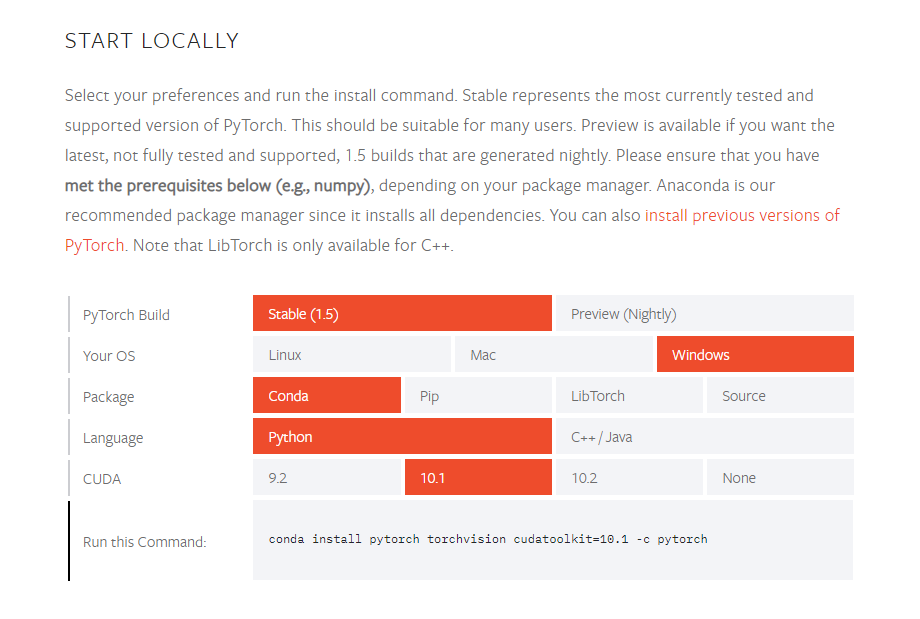 START LOCALLY
Select your preferences and run the install command. Stable represents the most currently tested and
supported version of PyTorch. This should be suitable for many users. Preview is available if you want the
latest, not fully tested and supported, 1.5 builds that are generated nightly. Please ensure that you have
met the prerequisites below (e.g., numpy), depending on your package manager. Anaconda is our
recommended package manager since it installs all dependencies. You can also install previous versions of
PyTorch. Note that LibTorch is only available for C++.
PyTorch Build Stable (1.5) Preview (Nightly)
Your OS Linux Mac Windows
Package Conda Pip LibTorch Source
Language Python C++ / Java
CUDA 9.2 10.1 10.2 None
Run this Command: conda install pytorch torchvision cudatoolkit=10.1 -c pytorch